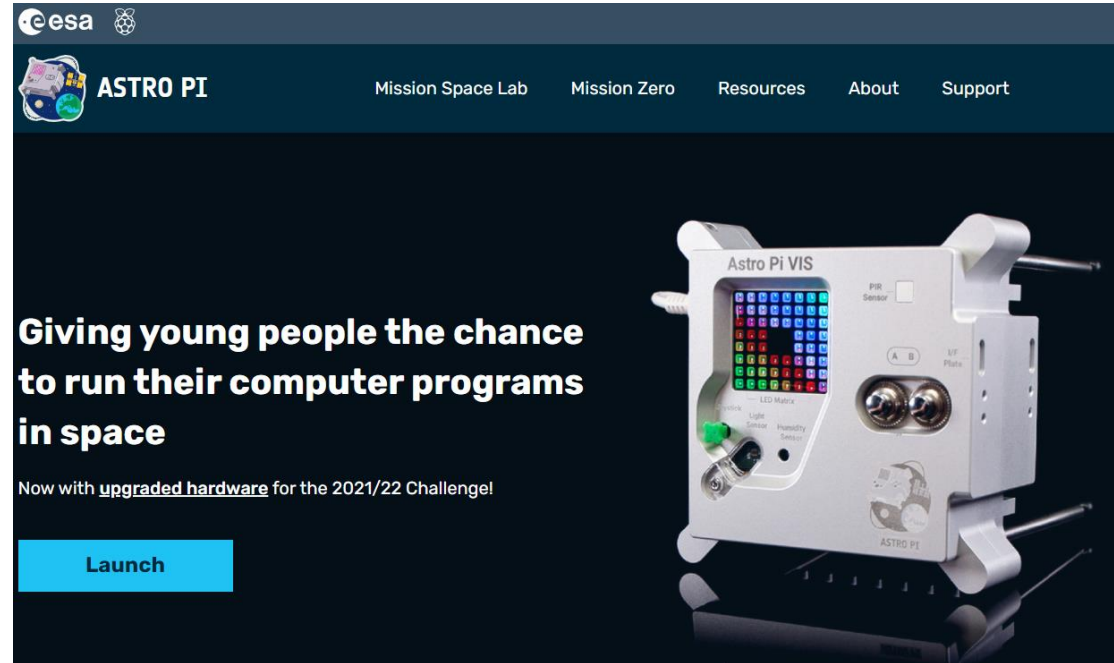 esa
ASTRO PI
Mission Space Lab
Mission Zero
Resources
About
Support
Giving young people the chance
to run their computer programs
in space
Now with upgraded hardware for the 2021/22 Challenge!
Launch
Astro Pi VIS
PIR
Sensor
A B
I/F
Plate
LED Matrix
Joystick
Light
Sensor
Humidity
Sensor
ASTRO PI